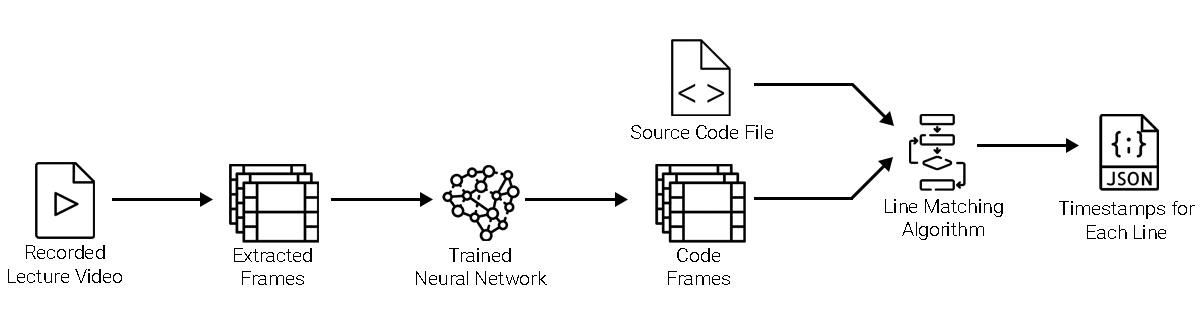 Recorded
Lecture Video
Extracted
Frames
Trained
Neural Network
< >
Source Code File
Code
Frames
Line Matching
Algorithm
{;}
JSON
Timestamps for
Each Line